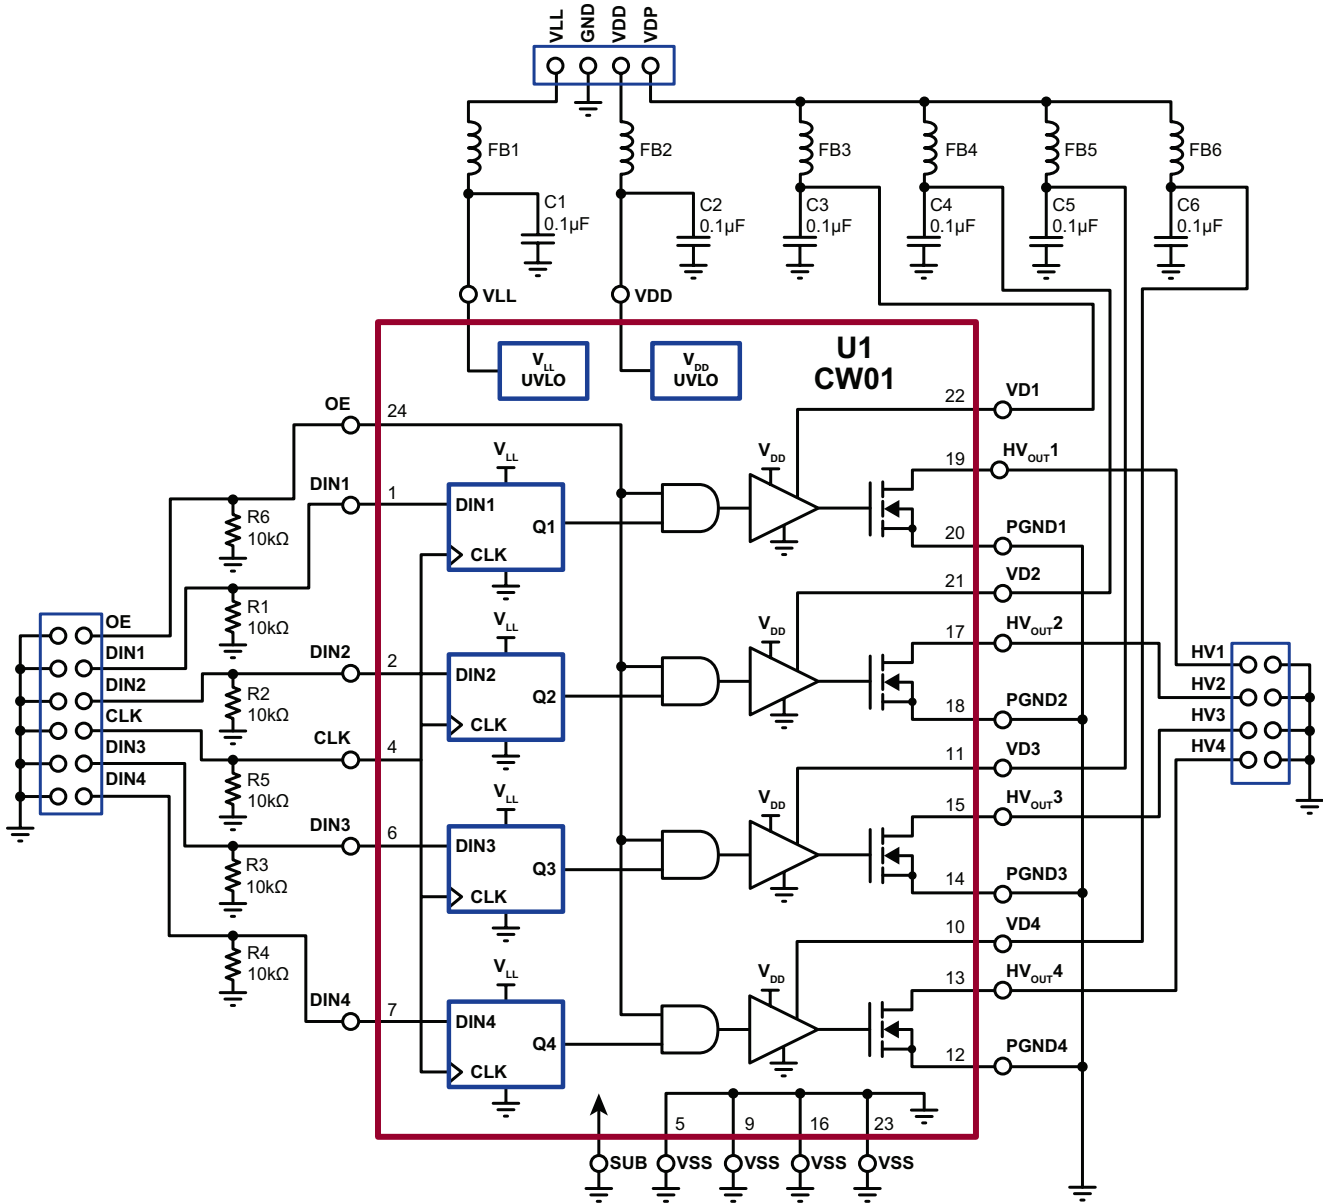 VLL GND VDD VDP
FB1 FB2 FB3 FB4 FB5 FB6
C1 0.1µF
C2 0.1µF
C3 0.1µF
C4 0.1µF
C5 0.1µF
C6 0.1µF
VLL VDD
U1
CW01
VLL
UVLO
VDD
UVLO
OE 24
22 VD1
VLL
VDD
19 HVOUT1
DIN1 1
DIN1
Q1
CLK
R6
10kΩ
20 PGND1
21 VD2
R1
10kΩ
OE
DIN1
DIN2
CLK
DIN3
DIN4
VLL
VDD
17 HVOUT2
DIN2 2
DIN2
Q2
CLK
R2
10kΩ
18 PGND2
HV1
HV2
HV3
HV4
CLK 4
11 VD3
R5
10kΩ
VLL
VDD
15 HVOUT3
DIN3 6
DIN3
Q3
CLK
R3
10kΩ
14 PGND3
10 VD4
R4
10kΩ
VLL
VDD
13 HVOUT4
DIN4 7
DIN4
Q4
CLK
12 PGND4
5 9 16 23
SUB VSS VSS VSS VSS